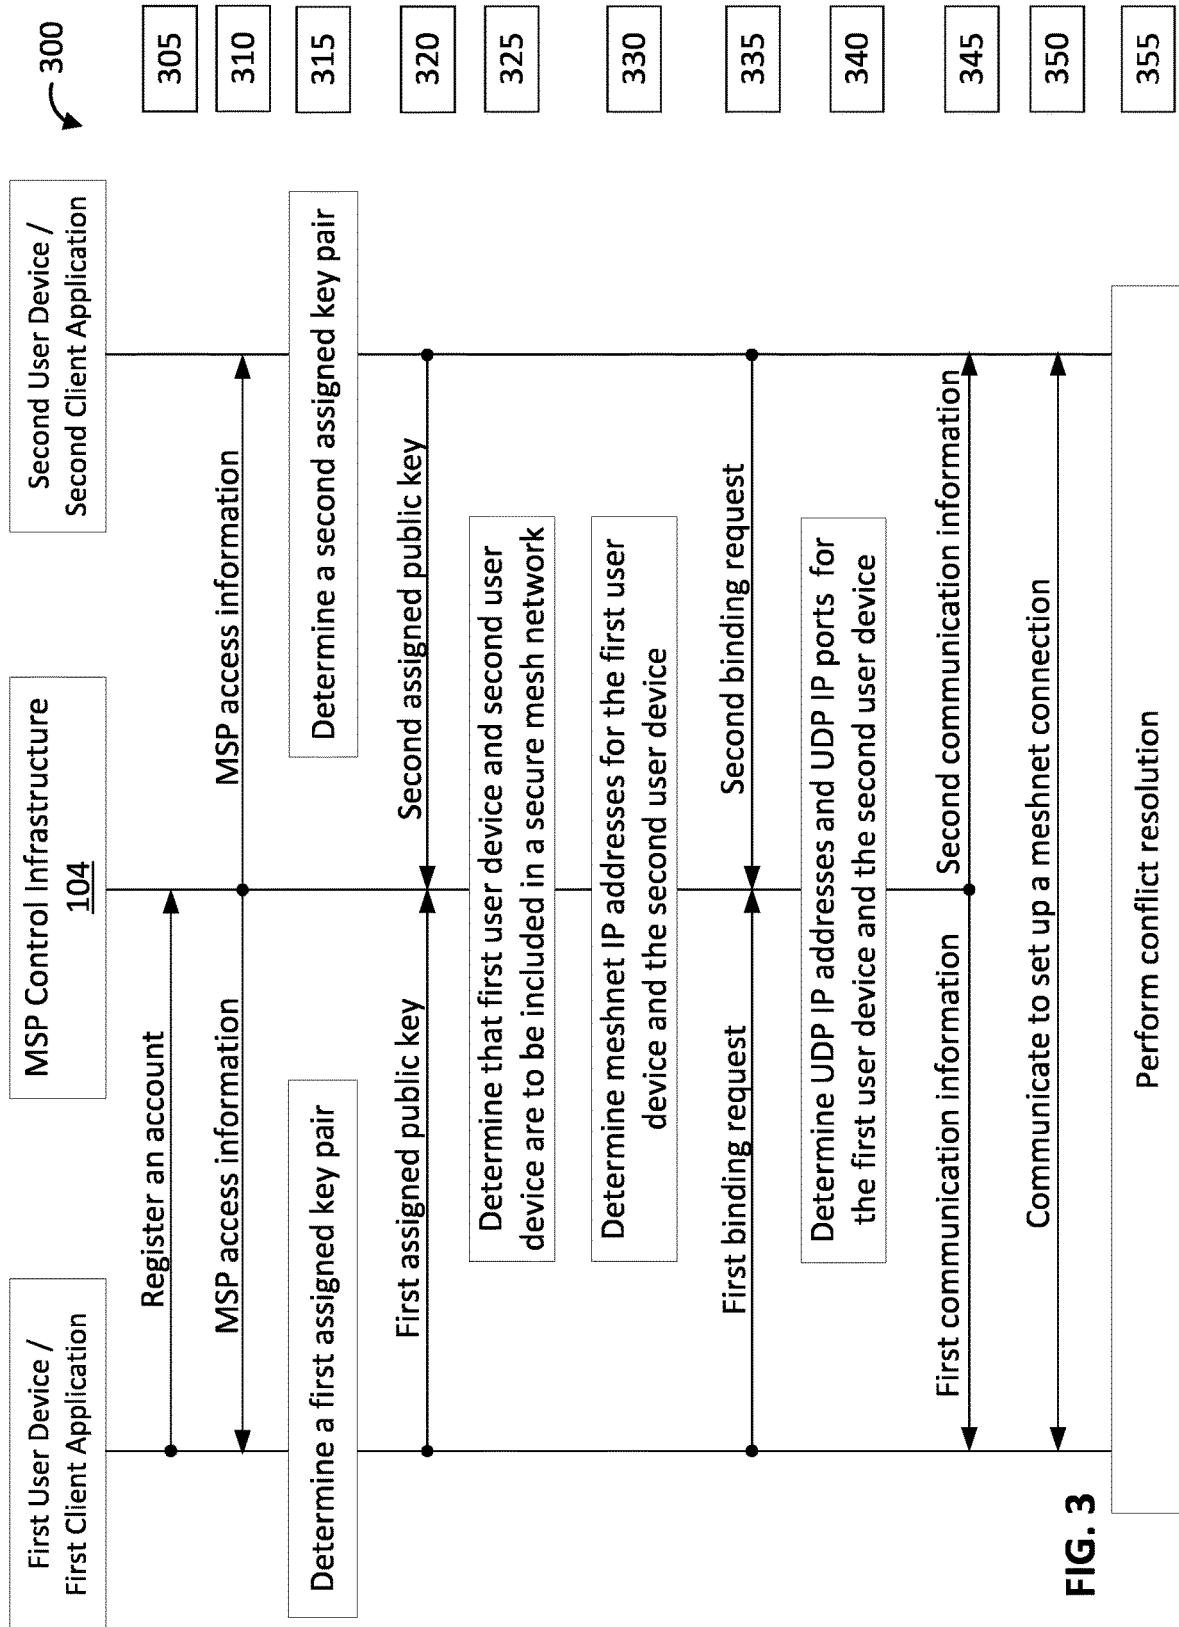 First User Device /
First Client Application
MSP Control Infrastructure
104
Second User Device /
Second Client Application
300
Register an account
305
MSP access information
MSP access information
310
Determine a first assigned key pair
Determine a second assigned key pair
315
First assigned public key
Second assigned public key
320
Determine that first user device and second user
device are to be included in a secure mesh network
325
Determine meshnet IP addresses for the first user
device and the second user device
330
First binding request
Second binding request
335
Determine UDP IP addresses and UDP IP ports for
the first user device and the second user device
340
First communication information
Second communication information
345
Communicate to set up a meshnet connection
350
Perform conflict resolution
355
FIG. 3